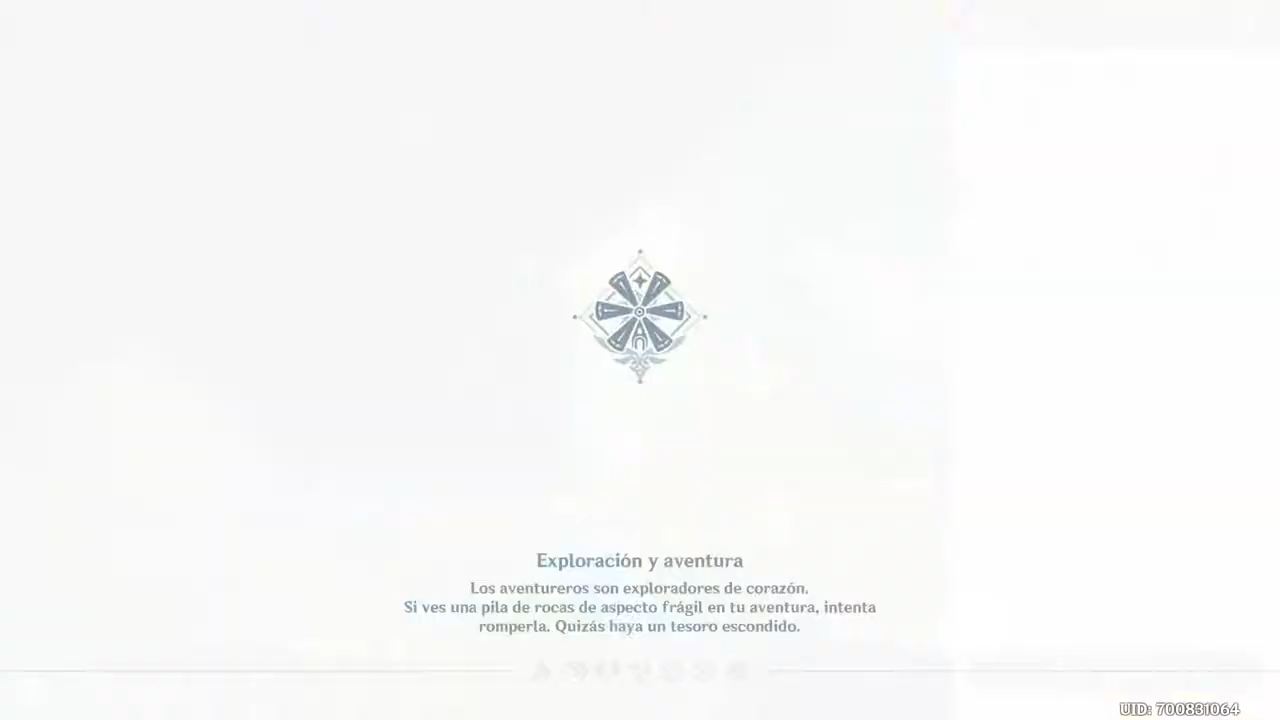 Exploración y aventura
Los aventureros son exploradores de corazón.
Si ves una pila de rocas de aspecto frágil en tu aventura, intenta
romperla. Quizás haya un tesoro escondido.
UID: 700831064